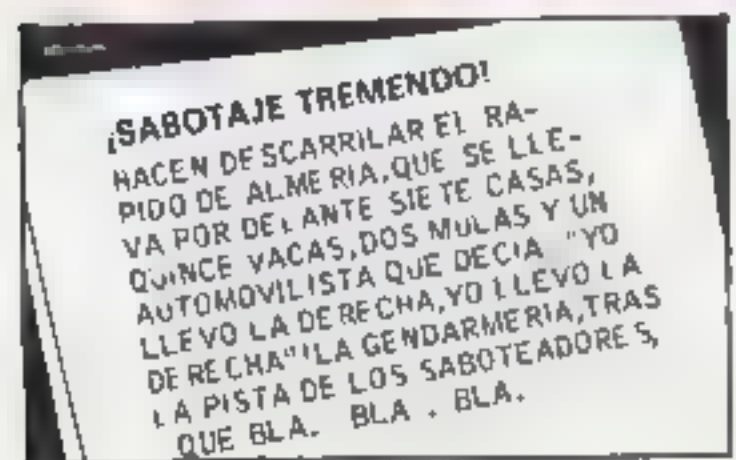 ¡SABOTAJE TREMENDO!
HACEN DESCARRILAR EL RA-
PIDO DE ALMERIA, QUE SE LLE-
VA POR DELANTE SIETE CASAS,
QUINCE VACAS, DOS MULAS Y UN
AUTOMOVILISTA QUE DECIA "YO
LLEVO LA DERECHA, YO LLEVO LA
DERECHA" ! LA GENDARMERIA, TRAS
LA PISTA DE LOS SABOTEADORES,
QUE BLA. BLA. BLA.